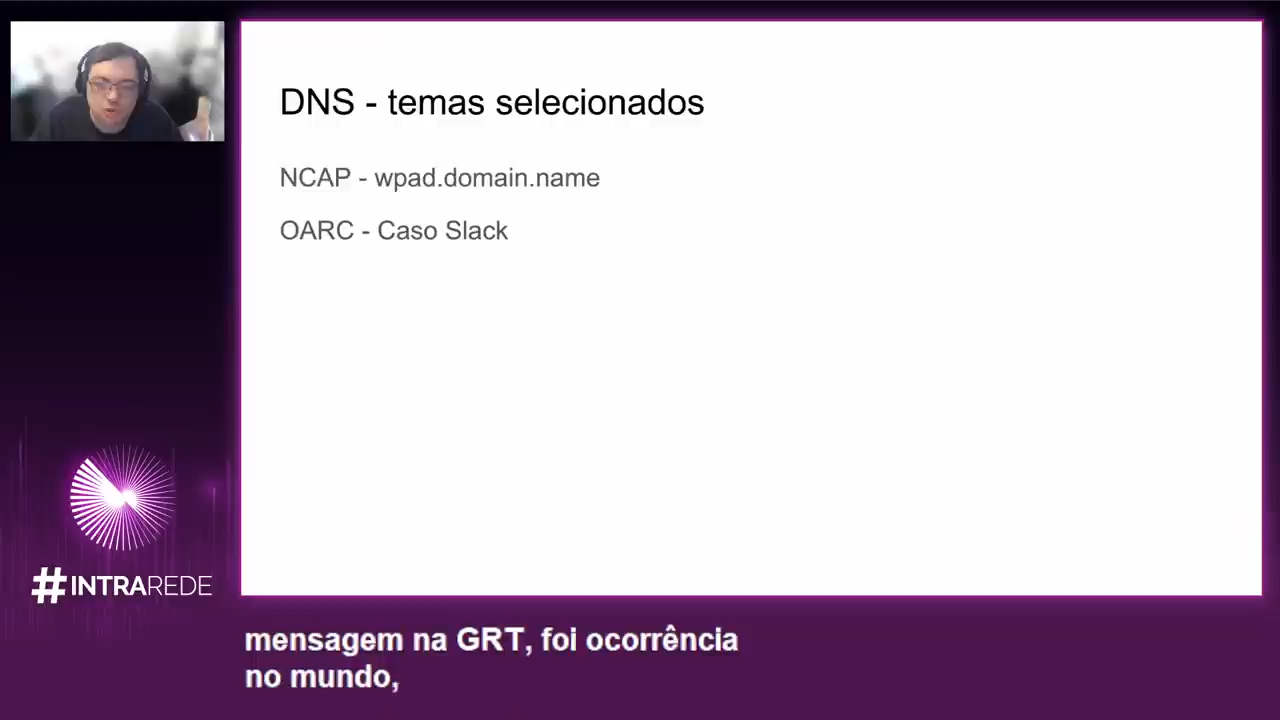 DNS - temas selecionados
NCAP - wpad.domain.name
OARC - Caso Slack
#INTRAREDE
mensagem na GRT, foi ocorrência
no mundo,